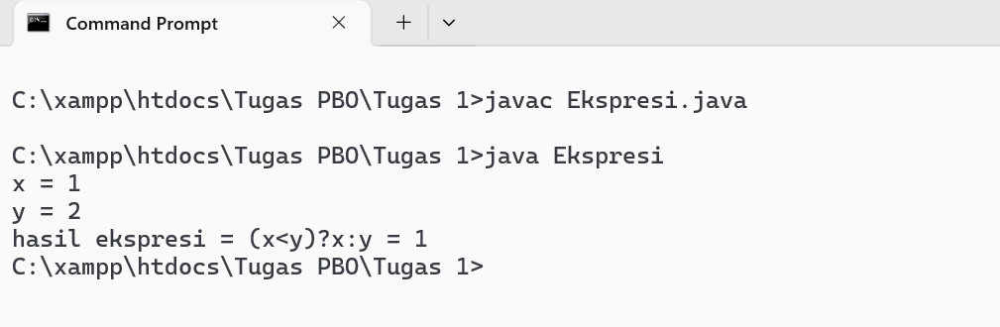 Command Prompt
C:\xampp\htdocs\Tugas PBO\Tugas 1>javac Ekspresi.java
C:\xampp\htdocs\Tugas PBO\Tugas 1>java Ekspresi
x = 1
y = 2
hasil ekspresi = (x<y)?x:y = 1
C:\xampp\htdocs\Tugas PBO\Tugas 1>